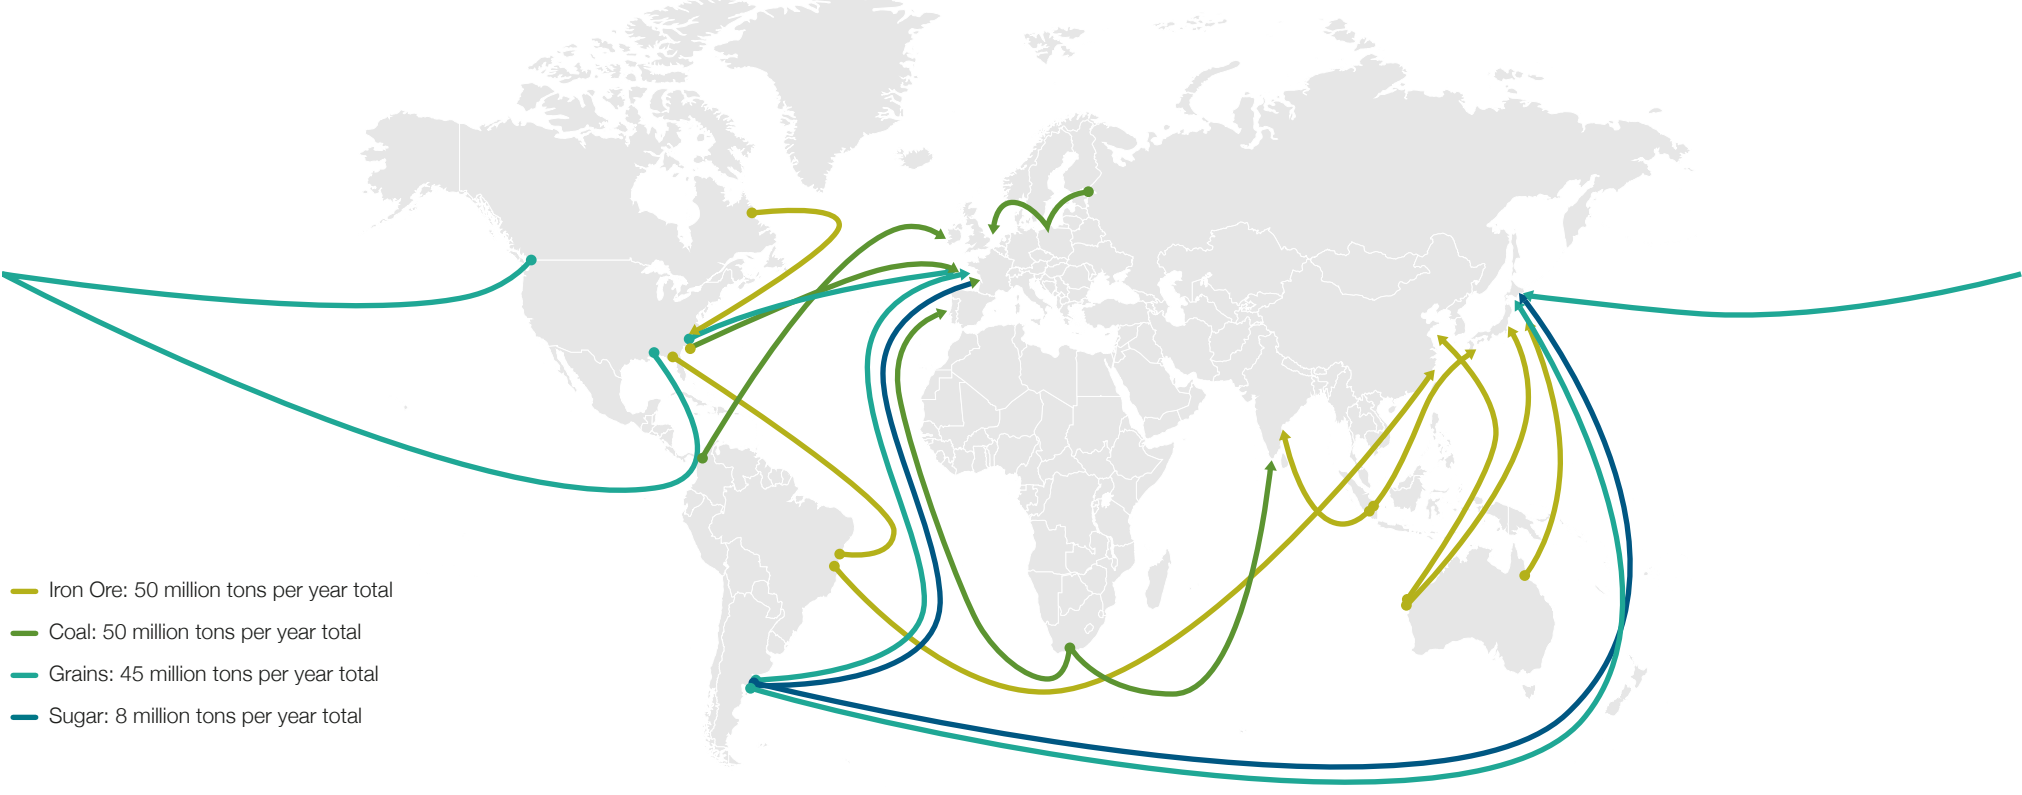 Iron Ore: 50 million tons per year total
Coal: 50 million tons per year total
Grains: 45 million tons per year total
Sugar: 8 million tons per year total